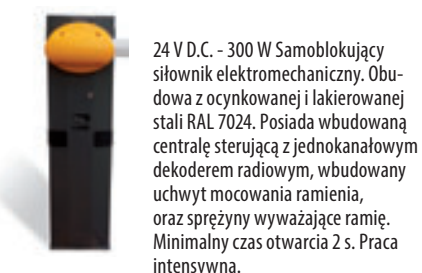 24 V D.C. - 300 W Samoblokujący
siłownik elektromechaniczny. Obu-
dowa z ocynkowanej i lakierowanej
stali RAL 7024. Posiada wbudowaną
centralę sterującą z jednokanałowym
dekoderem radiowym, wbudowany
uchwyt mocowania ramienia,
oraz sprężyny wyważające ramię.
Minimalny czas otwarcia 2 s. Praca
intensywna.